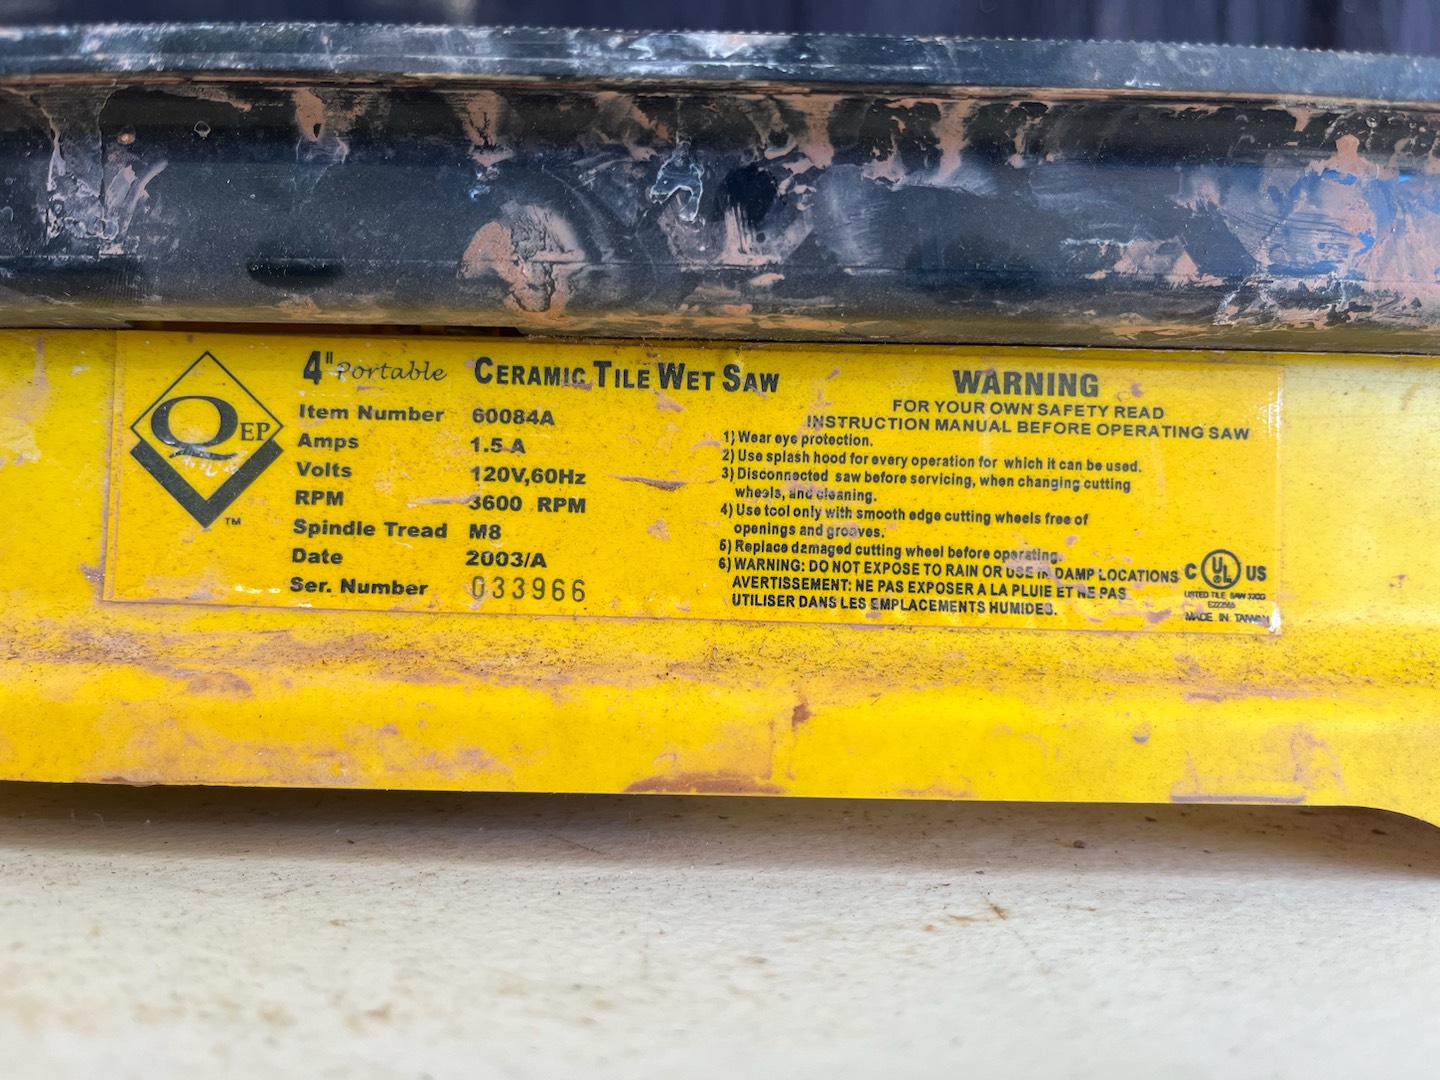 QEP
TM
4" Portable CERAMIC TILE WET SAW
Item Number 60084A
Amps 1.5 A
Volts 120V,60Hz
RPM 3600 RPM
Spindle Tread M8
Date 2003/A
Ser. Number 033966
WARNING
FOR YOUR OWN SAFETY READ
INSTRUCTION MANUAL BEFORE OPERATING SAW
1) Wear eye protection.
2) Use splash hood for every operation for which it can be used.
3) Disconnected saw before servicing, when changing cutting
wheels, and cleaning.
4) Use tool only with smooth edge cutting wheels free of
openings and grooves.
5) Replace damaged cutting wheel before operating.
6) WARNING: DO NOT EXPOSE TO RAIN OR USE IN DAMP LOCATIONS
AVERTISSEMENT: NE PAS EXPOSER A LA PLUIE ET NE PAS
UTILISER DANS LES EMPLACEMENTS HUMIDES.
C UL US
LISTED TILE SAW
MADE IN TAIWAN